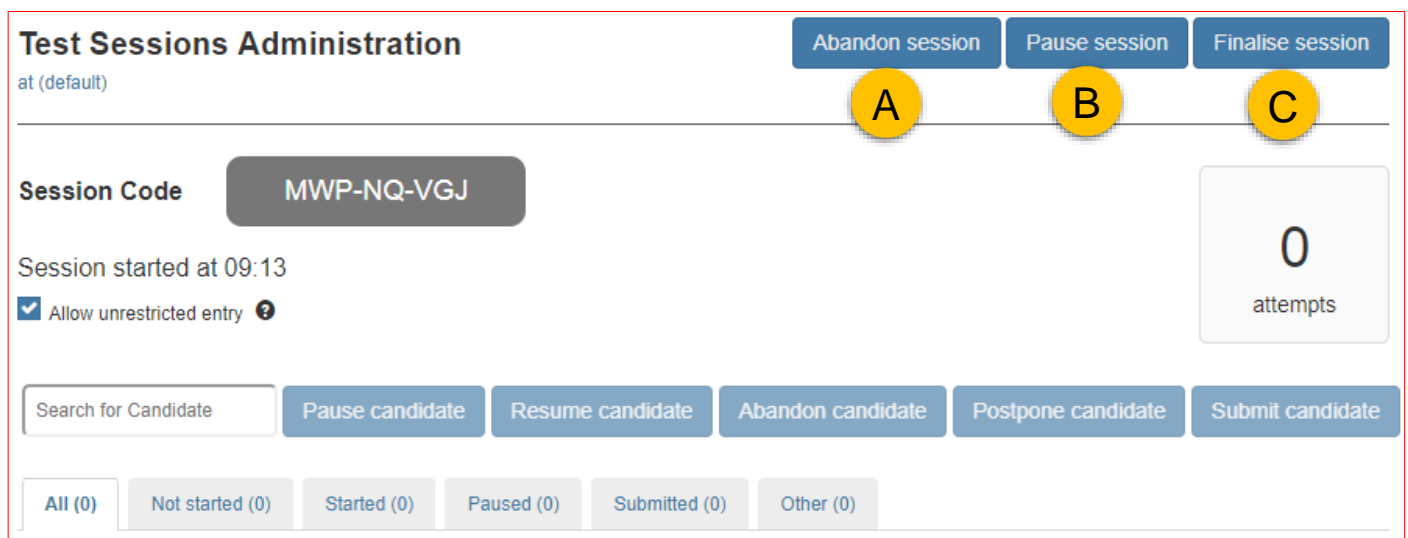 Test Sessions Administration
Abandon session Pause session Finalise session
at (default)
A B C
Session Code MWP-NQ-VGJ
Session started at 09:13
Allow unrestricted entry ?
0
attempts
Search for Candidate Pause candidate Resume candidate Abandon candidate Postpone candidate Submit candidate
All (0) Not started (0) Started (0) Paused (0) Submitted (0) Other (0)